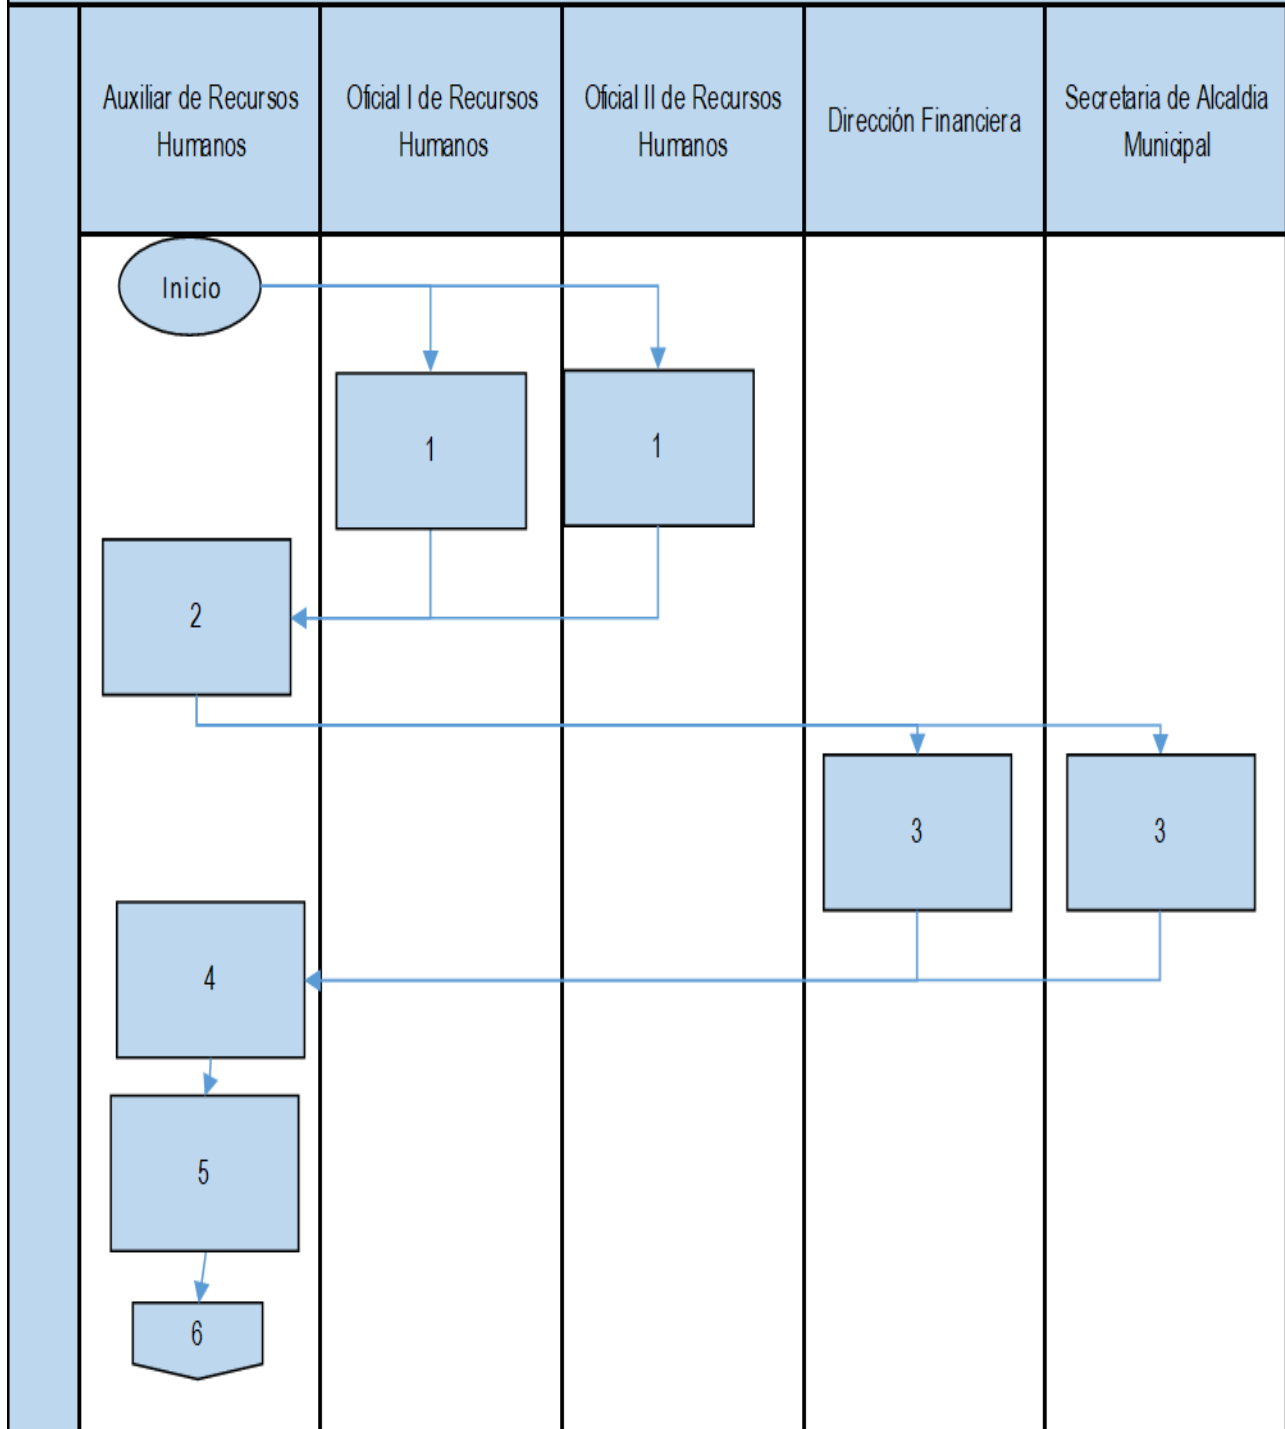 Auxiliar de Recursos
Humanos
Oficial I de Recursos
Humanos
Oficial II de Recursos
Humanos
Dirección Financiera
Secretaria de Alcaldia
Municipal
Inicio
1
1
2
3
3
4
5
6